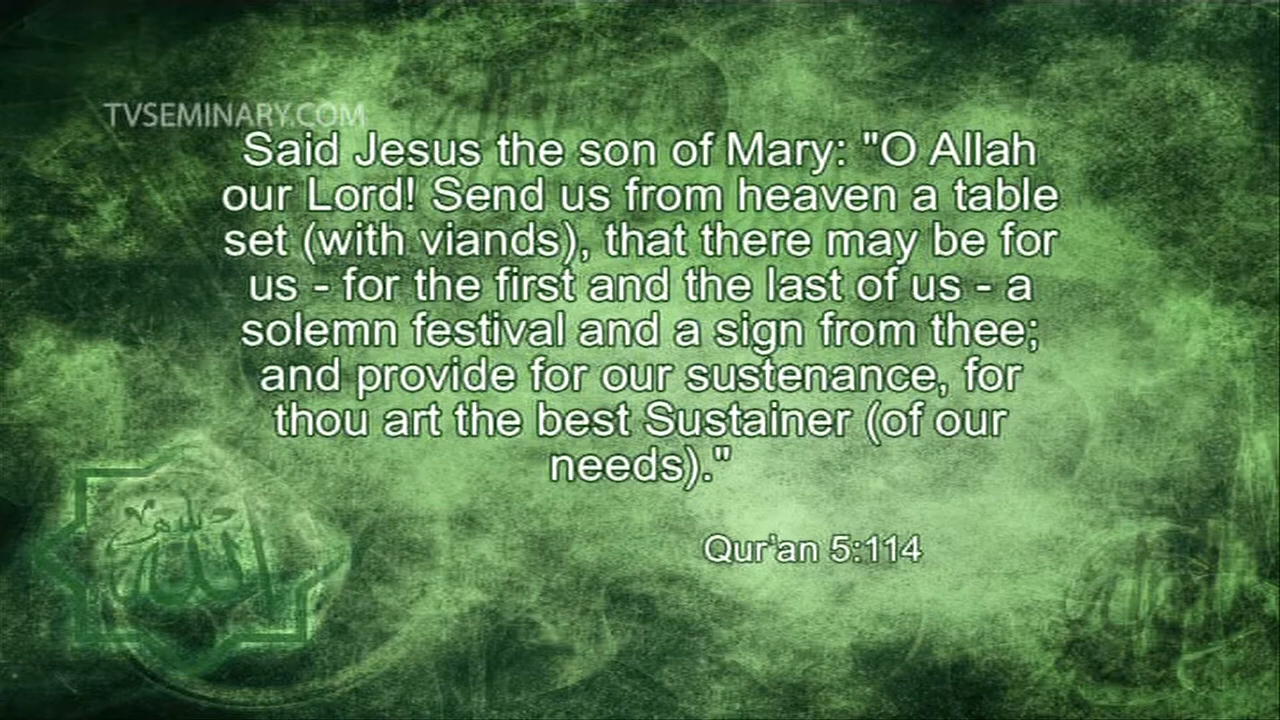 TVSEMINARY.COM
Said Jesus the son of Mary: "O Allah
our Lord! Send us from heaven a table
set (with viands), that there may be for
us - for the first and the last of us - a
solemn festival and a sign from thee;
and provide for our sustenance, for
thou art the best Sustainer (of our
needs)."
Qur'an 5:114
الله